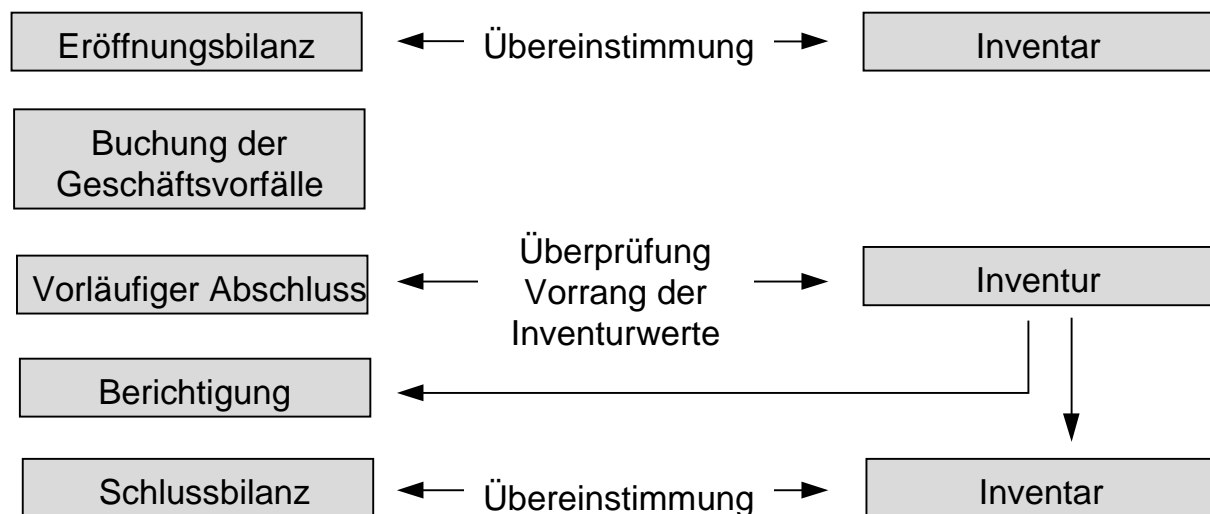 Eröffnungsbilanz
Übereinstimmung
Inventar
Buchung der
Geschäftsvorfälle
Vorläufiger Abschluss
Überprüfung
Vorrang der
Inventurwerte
Inventur
Berichtigung
Schlussbilanz
Übereinstimmung
Inventar